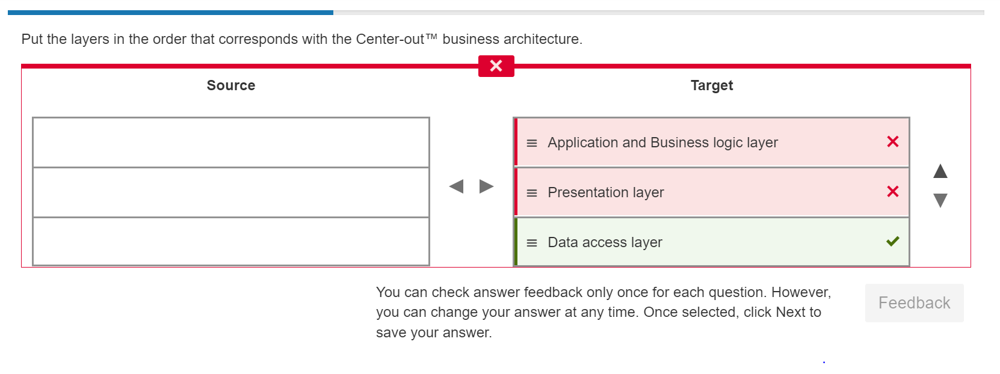 Put the layers in the order that corresponds with the Center-out™ business architecture.
Source
Target
Application and Business logic layer
Presentation layer
Data access layer
You can check answer feedback only once for each question. However,
you can change your answer at any time. Once selected, click Next to
save your answer.
Feedback